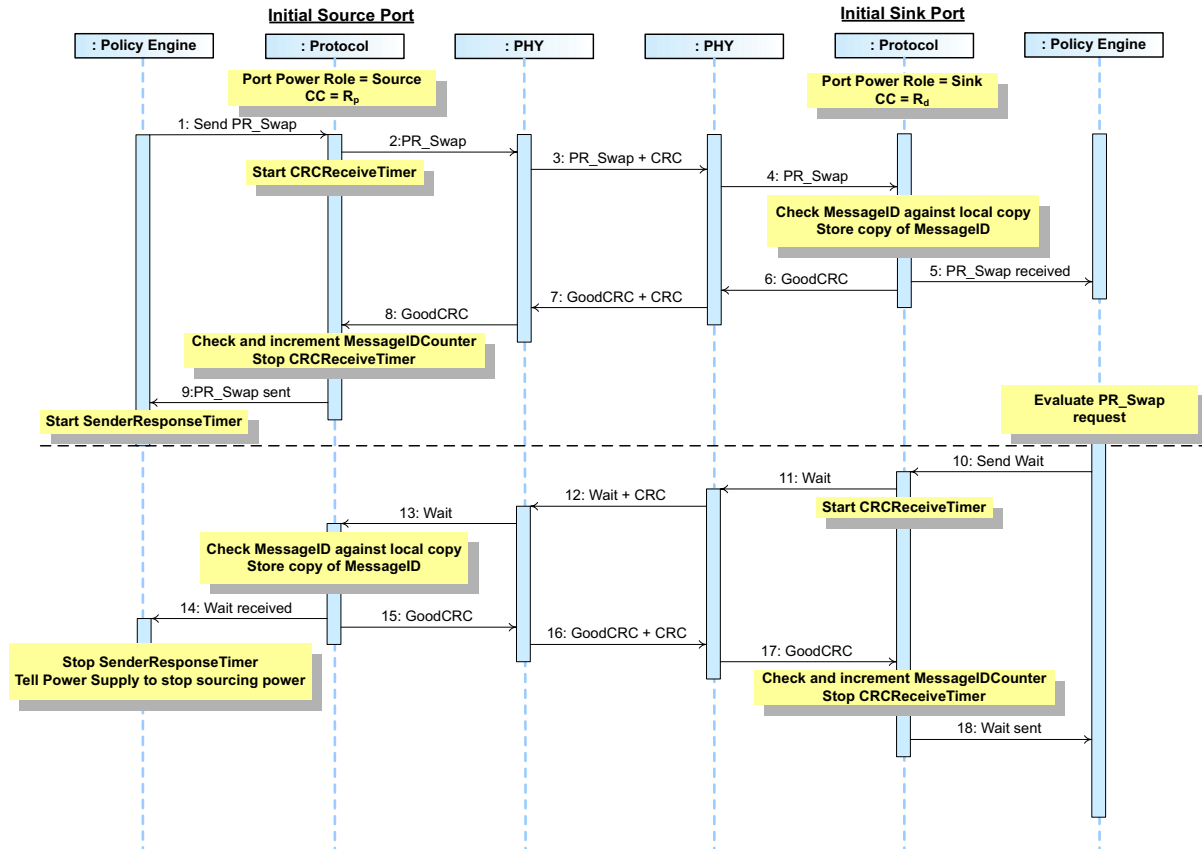 Initial Source Port
Initial Sink Port
: Policy Engine
: Protocol
: PHY
: PHY
: Protocol
: Policy Engine
Port Power Role = Source
CC = Rp
Port Power Role = Sink
CC = Rd
1: Send PR_Swap
2:PR_Swap
3: PR_Swap + CRC
Start CRCReceiveTimer
4: PR_Swap
Check MessageID against local copy
Store copy of MessageID
5: PR_Swap received
6: GoodCRC
7: GoodCRC + CRC
8: GoodCRC
Check and increment MessageIDCounter
Stop CRCReceiveTimer
9:PR_Swap sent
Start SenderResponseTimer
Evaluate PR_Swap
request
10: Send Wait
11: Wait
Start CRCReceiveTimer
12: Wait + CRC
13: Wait
Check MessageID against local copy
Store copy of MessageID
14: Wait received
15: GoodCRC
16: GoodCRC + CRC
17: GoodCRC
Stop SenderResponseTimer
Tell Power Supply to stop sourcing power
Check and increment MessageIDCounter
Stop CRCReceiveTimer
18: Wait sent